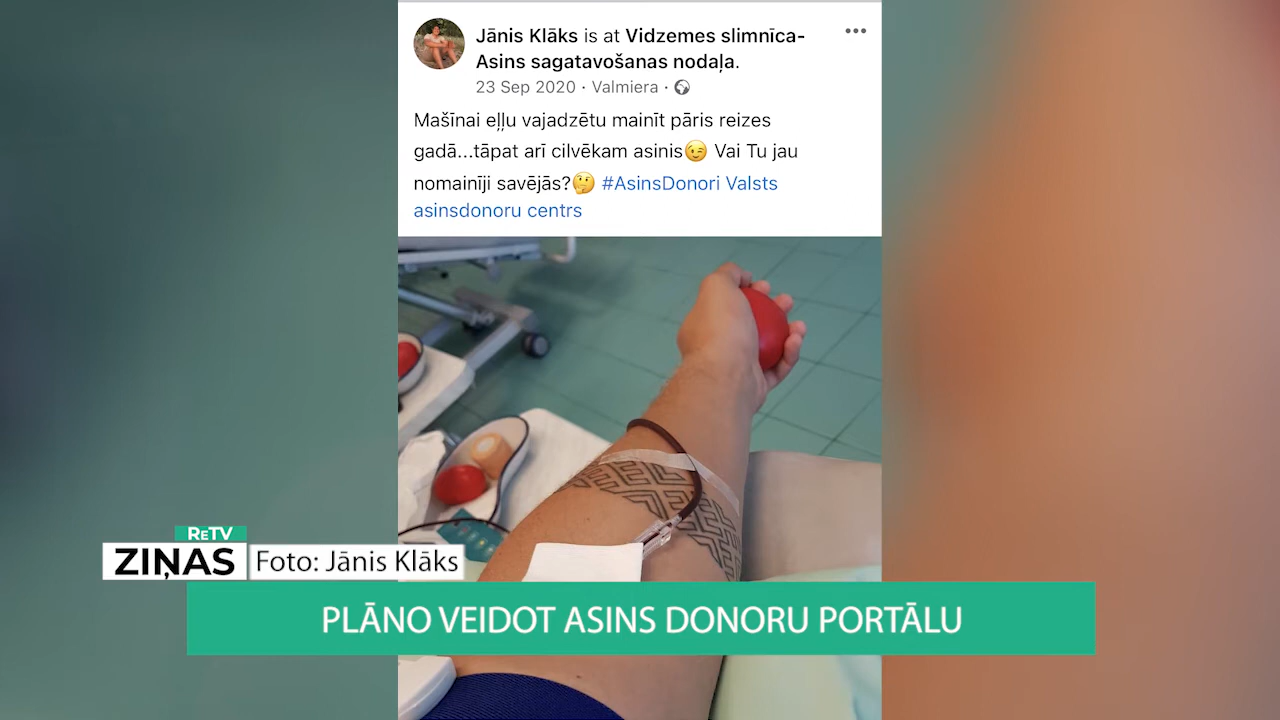 Jānis Klāks is at Vidzemes slimnīca-
Asins sagatavošanas nodaļa.
23 Sep 2020 · Valmiera ·
Mašīnai eļļu vajadzētu mainīt pāris reizes
gadā...tāpat arī cilvēkam asinis😉 Vai Tu jau
nomainīji savējās?🤔 #AsinsDonori Valsts
asinsdonoru centrs
RETV
ZIŅAS
Foto: Jānis Klāks
PLĀNO VEIDOT ASINS DONORU PORTĀLU